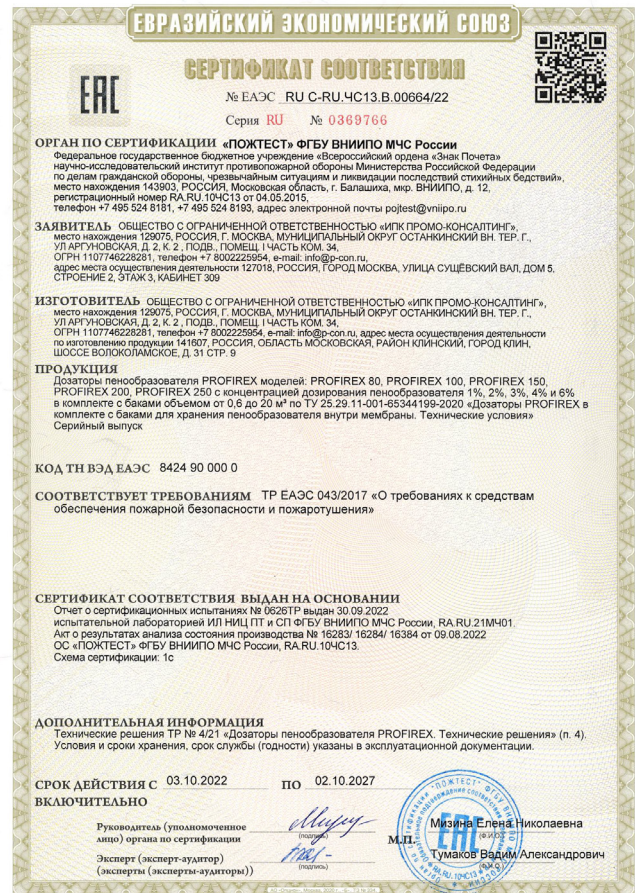 ЕВРАЗИЙСКИЙ ЭКОНОМИЧЕСКИЙ СОЮЗ
СЕРТИФИКАТ СООТВЕТСТВИЯ
EAC
№ ЕАЭС RU С-RU.ЧС13.В.00664/22
Серия RU № 0369766
ОРГАН ПО СЕРТИФИКАЦИИ «ПОЖТЕСТ» ФГБУ ВНИИПО МЧС России
Федеральное государственное бюджетное учреждение «Всероссийский ордена «Знак Почета»
научно-исследовательский институт противопожарной обороны Министерства Российской Федерации
по делам гражданской обороны, чрезвычайным ситуациям и ликвидации последствий стихийных бедствий»,
место нахождения 143903, РОССИЯ, Московская область, г. Балашиха, мкр. ВНИИПО, д. 12,
регистрационный номер RA.RU.10ЧС13 от 04.05.2015,
телефон +7 495 524 8181, +7 495 524 8193, адрес электронной почты pojtest@vniipo.ru
ЗАЯВИТЕЛЬ ОБЩЕСТВО С ОГРАНИЧЕННОЙ ОТВЕТСТВЕННОСТЬЮ «ИПК ПРОМО-КОНСАЛТИНГ»,
место нахождения 129075, РОССИЯ, Г. МОСКВА, МУНИЦИПАЛЬНЫЙ ОКРУГ ОСТАНКИНСКИЙ ВН. ТЕР. Г.,
УЛ АРГУНОВСКАЯ, Д. 2, К. 2 , ПОДВ., ПОМЕЩ. I ЧАСТЬ КОМ. 34,
ОГРН 1107746228281, телефон +7 8002225954, e-mail: info@p-con.ru,
адрес места осуществления деятельности 127018, РОССИЯ, ГОРОД МОСКВА, УЛИЦА СУЩЁВСКИЙ ВАЛ, ДОМ 5,
СТРОЕНИЕ 2, ЭТАЖ 3, КАБИНЕТ 309
ИЗГОТОВИТЕЛЬ ОБЩЕСТВО С ОГРАНИЧЕННОЙ ОТВЕТСТВЕННОСТЬЮ «ИПК ПРОМО-КОНСАЛТИНГ»,
место нахождения 129075, РОССИЯ, Г. МОСКВА, МУНИЦИПАЛЬНЫЙ ОКРУГ ОСТАНКИНСКИЙ ВН. ТЕР. Г.,
УЛ АРГУНОВСКАЯ, Д. 2, К. 2 , ПОДВ., ПОМЕЩ. I ЧАСТЬ КОМ. 34,
ОГРН 1107746228281, телефон +7 8002225954, e-mail: info@p-con.ru, адрес места осуществления деятельности
по изготовлению продукции 141607, РОССИЯ, ОБЛАСТЬ МОСКОВСКАЯ, РАЙОН КЛИНСКИЙ, ГОРОД КЛИН,
ШОССЕ ВОЛОКОЛАМСКОЕ, Д. 31 СТР. 9
ПРОДУКЦИЯ
Дозаторы пенообразователя PROFIREX моделей: PROFIREX 80, PROFIREX 100, PROFIREX 150,
PROFIREX 200, PROFIREX 250 с концентрацией дозирования пенообразователя 1%, 2%, 3%, 4% и 6%
в комплекте с баками объемом от 0,6 до 20 м³ по ТУ 25.29.11-001-65344199-2020 «Дозаторы PROFIREX в
комплекте с баками для хранения пенообразователя внутри мембраны. Технические условия»
Серийный выпуск
КОД ТН ВЭД ЕАЭС 8424 90 000 0
СООТВЕТСТВУЕТ ТРЕБОВАНИЯМ ТР ЕАЭС 043/2017 «О требованиях к средствам
обеспечения пожарной безопасности и пожаротушения»
СЕРТИФИКАТ СООТВЕТСТВИЯ ВЫДАН НА ОСНОВАНИИ
Отчет о сертификационных испытаниях № 0626ТР выдан 30.09.2022
испытательной лабораторией ИЛ НИЦ ПТ и СП ФГБУ ВНИИПО МЧС России, RA.RU.21МЧ01.
Акт о результатах анализа состояния производства № 16283/ 16284/ 16384 от 09.08.2022
ОС «ПОЖТЕСТ» ФГБУ ВНИИПО МЧС России, RA.RU.10ЧС13.
Схема сертификации: 1с
ДОПОЛНИТЕЛЬНАЯ ИНФОРМАЦИЯ
Технические решения ТР № 4/21 «Дозаторы пенообразователя PROFIREX. Технические решения» (п. 4).
Условия и сроки хранения, срок службы (годности) указаны в эксплуатационной документации.
СРОК ДЕЙСТВИЯ С 03.10.2022 ПО 02.10.2027
ВКЛЮЧИТЕЛЬНО
Руководитель (уполномоченное
лицо) органа по сертификации
(подпись)
М.П.
Мизина Елена Николаевна
(Ф.И.О.)
Эксперт (эксперт-аудитор)
(эксперты (эксперты-аудиторы))
(подпись)
Тумаков Вадим Александрович
(Ф.И.О.)
"ПОЖТЕСТ" ФГБУ ВНИИПО МЧС РОССИИ
EAC
RA.RU.10ЧС13